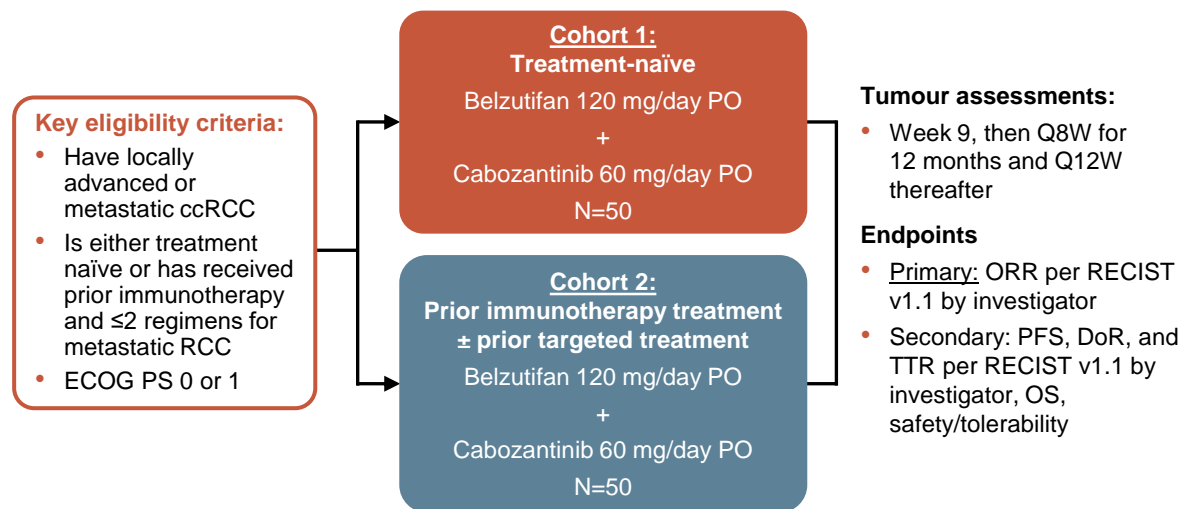 Key eligibility criteria:
• Have locally
advanced or
metastatic ccRCC
• Is either treatment
naïve or has received
prior immunotherapy
and ≤2 regimens for
metastatic RCC
• ECOG PS 0 or 1
Cohort 1:
Treatment-naïve
Belzutifan 120 mg/day PO
+
Cabozantinib 60 mg/day PO
N=50
Cohort 2:
Prior immunotherapy treatment
± prior targeted treatment
Belzutifan 120 mg/day PO
+
Cabozantinib 60 mg/day PO
N=50
Tumour assessments:
• Week 9, then Q8W for
12 months and Q12W
thereafter
Endpoints
• Primary: ORR per RECIST
v1.1 by investigator
• Secondary: PFS, DoR, and
TTR per RECIST v1.1 by
investigator, OS,
safety/tolerability